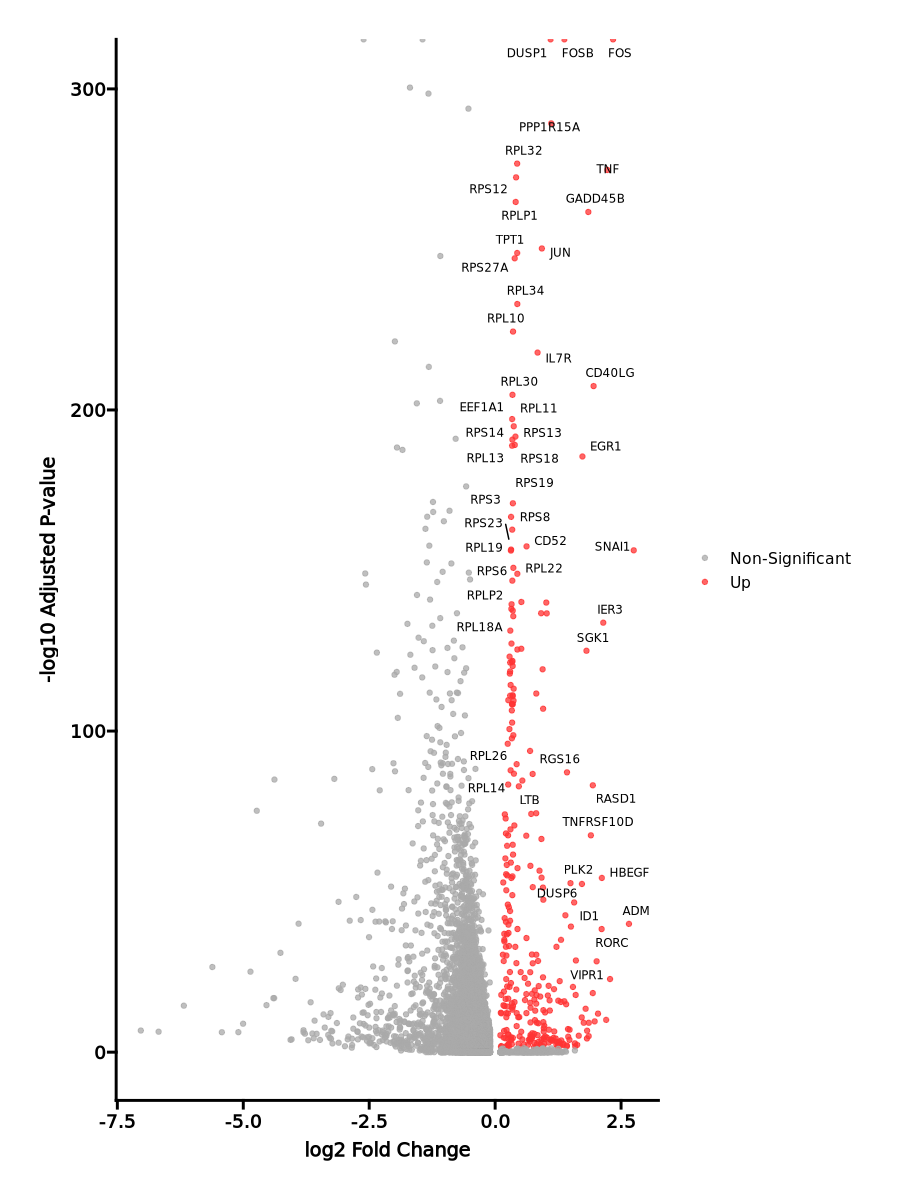 DUSP1 FOSB FOS
300
PPP1R15A
RPL32
TNF
RPS12
GADD45B
RPLP1
TPT1
JUN
RPS27A
RPL34
RPL10
IL7R
CD40LG
RPL30
EEF1A1 RPL11
200
RPS14 RPS13
EGR1
RPL13 RPS18
RPS19
RPS3
RPS8
RPS23
CD52
RPL19 SNAI1
Non-Significant
RPS6 RPL22
Up
RPLP2
IER3
RPL18A
SGK1
-log10 Adjusted P-value
100
RPL26 RGS16
RPL14
LTB RASD1
TNFRSF10D
PLK2 HBEGF
DUSP6
ID1 ADM
RORC
VIPR1
0
-7.5 -5.0 -2.5 0.0 2.5
log2 Fold Change